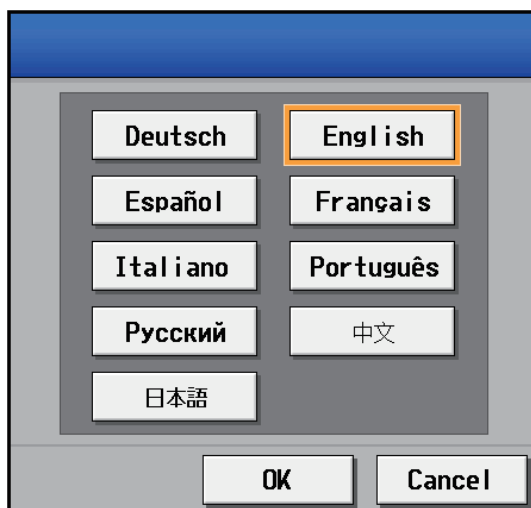 Deutsch English
Español Français
Italiano Português
Русский 中文
日本語
OK Cancel